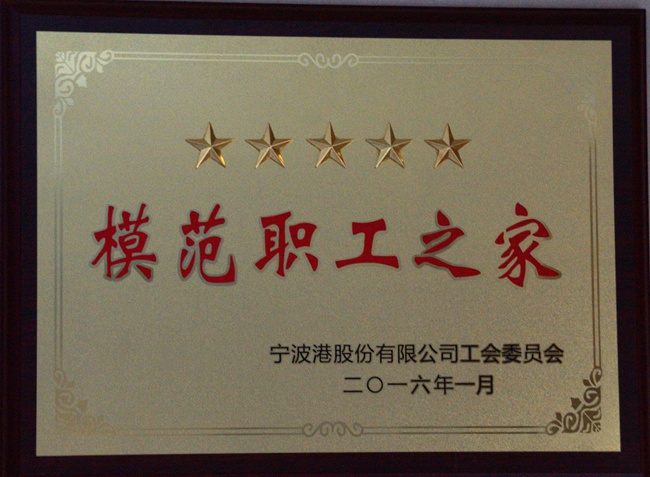 模范职工之家
宁波港股份有限公司工会委员会
二〇一六年一月